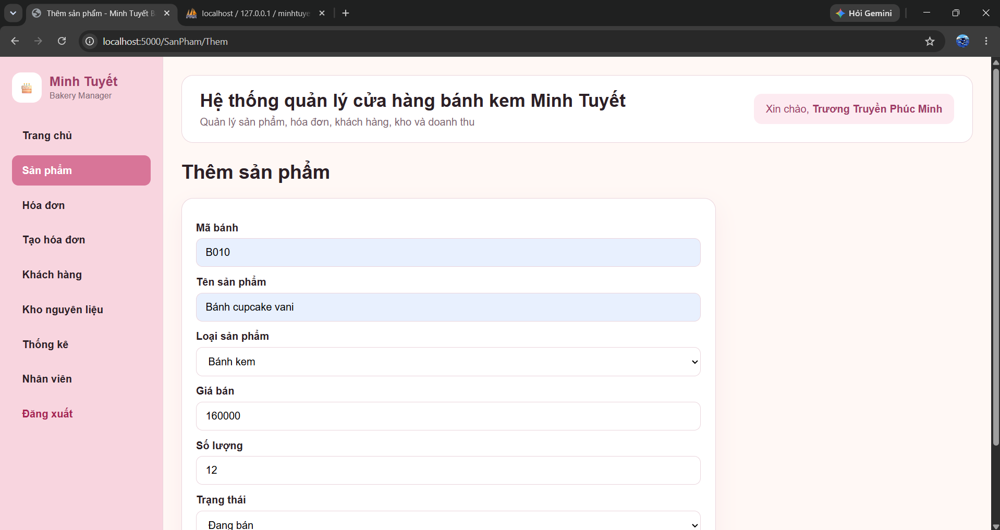 Thêm sản phẩm - Minh Tuyết B
localhost / 127.0.0.1 / minhtuye
Hỏi Gemini
localhost:5000/SanPham/Them
Minh Tuyết
Bakery Manager
Trang chủ
Sản phẩm
Hóa đơn
Tạo hóa đơn
Khách hàng
Kho nguyên liệu
Thống kê
Nhân viên
Đăng xuất
Hệ thống quản lý cửa hàng bánh kem Minh Tuyết
Quản lý sản phẩm, hóa đơn, khách hàng, kho và doanh thu
Xin chào, Trương Truyền Phúc Minh
Thêm sản phẩm
Mã bánh
B010
Tên sản phẩm
Bánh cupcake vani
Loại sản phẩm
Bánh kem
Giá bán
160000
Số lượng
12
Trạng thái
Đang bán